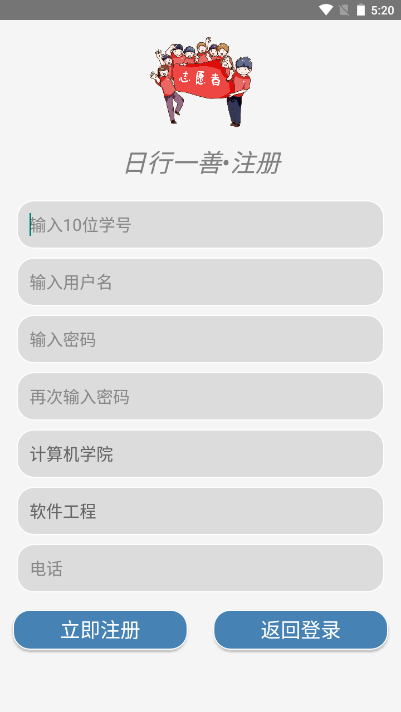 5:20
志愿者
日行一善•注册
输入10位学号
输入用户名
输入密码
再次输入密码
计算机学院
软件工程
电话
立即注册
返回登录